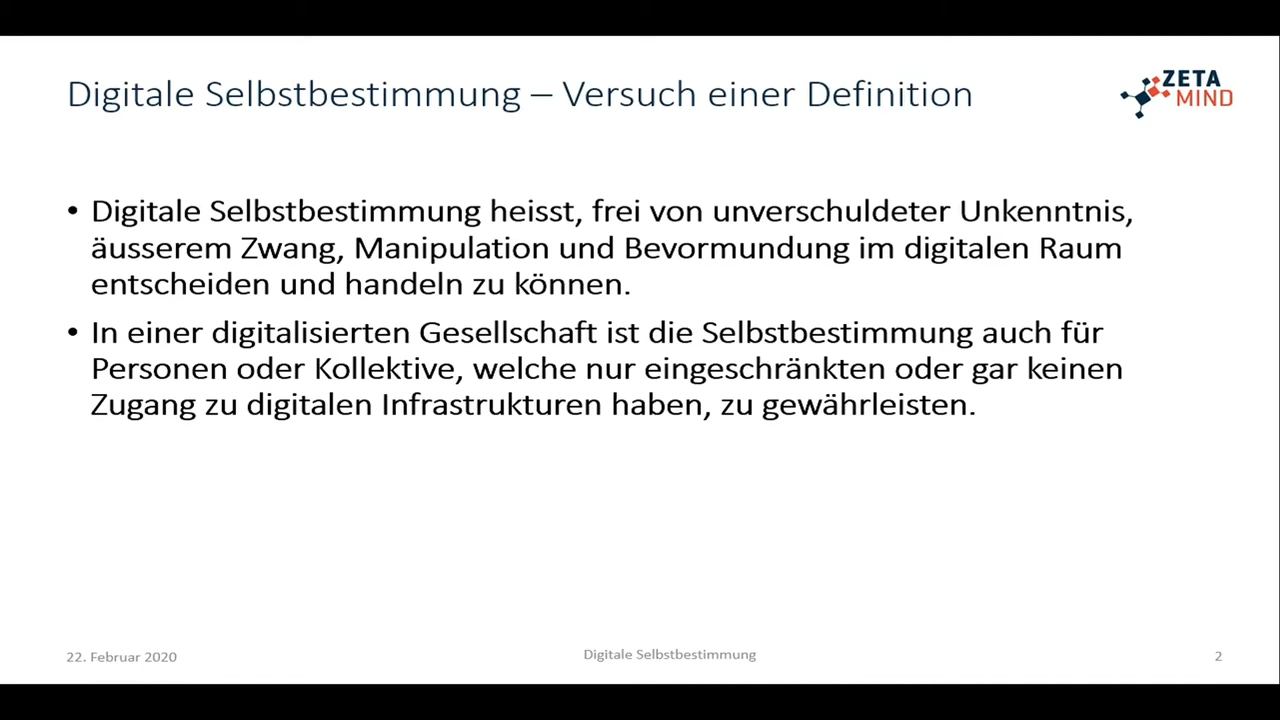 Digitale Selbstbestimmung – Versuch einer Definition
ZETA
MIND
• Digitale Selbstbestimmung heisst, frei von unverschuldeter Unkenntnis,
äusserem Zwang, Manipulation und Bevormundung im digitalen Raum
entscheiden und handeln zu können.
• In einer digitalisierten Gesellschaft ist die Selbstbestimmung auch für
Personen oder Kollektive, welche nur eingeschränkten oder gar keinen
Zugang zu digitalen Infrastrukturen haben, zu gewährleisten.
22. Februar 2020
Digitale Selbstbestimmung
2